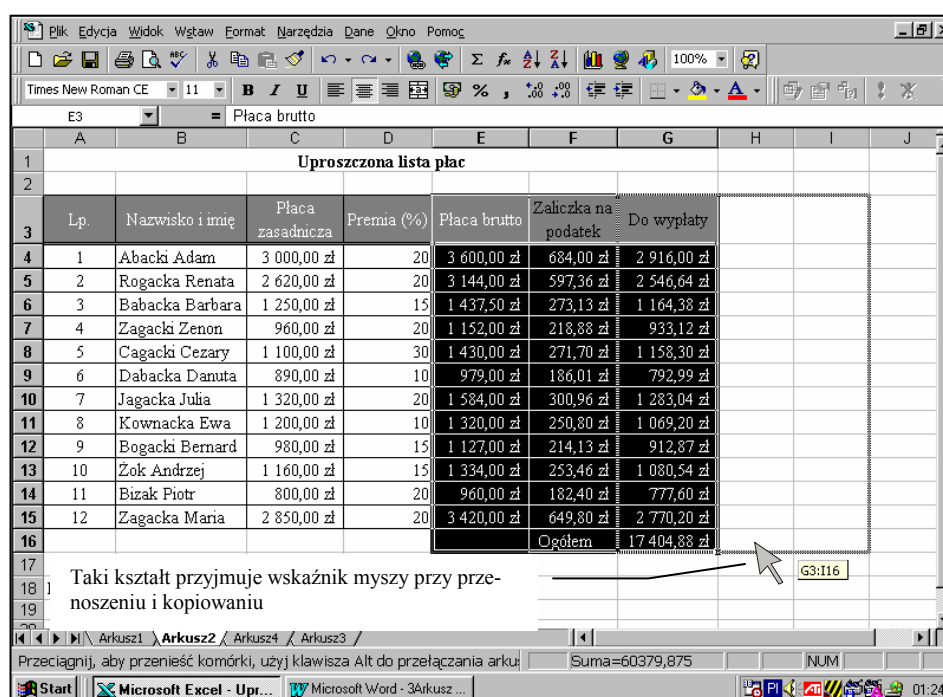 Plik Edycja Widok Wstaw Format Narzędzia Dane Okno Pomoc
100%
Times New Roman CE 11 B I U % ,
E3 = Płaca brutto
A B C D E F G H I J
1 Uproszczona lista płac
2
3 Lp. Nazwisko i imię Płaca zasadnicza Premia (%) Płaca brutto Zaliczka na podatek Do wypłaty
4 1 Abacki Adam 3 000,00 zł 20 3 600,00 zł 684,00 zł 2 916,00 zł
5 2 Rogacka Renata 2 620,00 zł 20 3 144,00 zł 597,36 zł 2 546,64 zł
6 3 Babacka Barbara 1 250,00 zł 15 1 437,50 zł 273,13 zł 1 164,38 zł
7 4 Zagacki Zenon 960,00 zł 20 1 152,00 zł 218,88 zł 933,12 zł
8 5 Cagacki Cezary 1 100,00 zł 30 1 430,00 zł 271,70 zł 1 158,30 zł
9 6 Dabacka Danuta 890,00 zł 10 979,00 zł 186,01 zł 792,99 zł
10 7 Jagacka Julia 1 320,00 zł 20 1 584,00 zł 300,96 zł 1 283,04 zł
11 8 Kownacka Ewa 1 200,00 zł 10 1 320,00 zł 250,80 zł 1 069,20 zł
12 9 Bogacki Bernard 980,00 zł 15 1 127,00 zł 214,13 zł 912,87 zł
13 10 Żok Andrzej 1 160,00 zł 15 1 334,00 zł 253,46 zł 1 080,54 zł
14 11 Bizak Piotr 800,00 zł 20 960,00 zł 182,40 zł 777,60 zł
15 12 Zagacka Maria 2 850,00 zł 20 3 420,00 zł 649,80 zł 2 770,20 zł
16 Ogółem 17 404,88 zł
17
G3:I16
Taki kształt przyjmuje wskaźnik myszy przy prze-
18
noszeniu i kopiowaniu
19
Arkusz1 Arkusz2 Arkusz4 Arkusz3
Przeciągnij, aby przenieść komórki, użyj klawisza Alt do przełączania arku Suma=60379,875 NUM
Start Microsoft Excel - Upr... Microsoft Word - 3Arkusz ... Pl 01:24